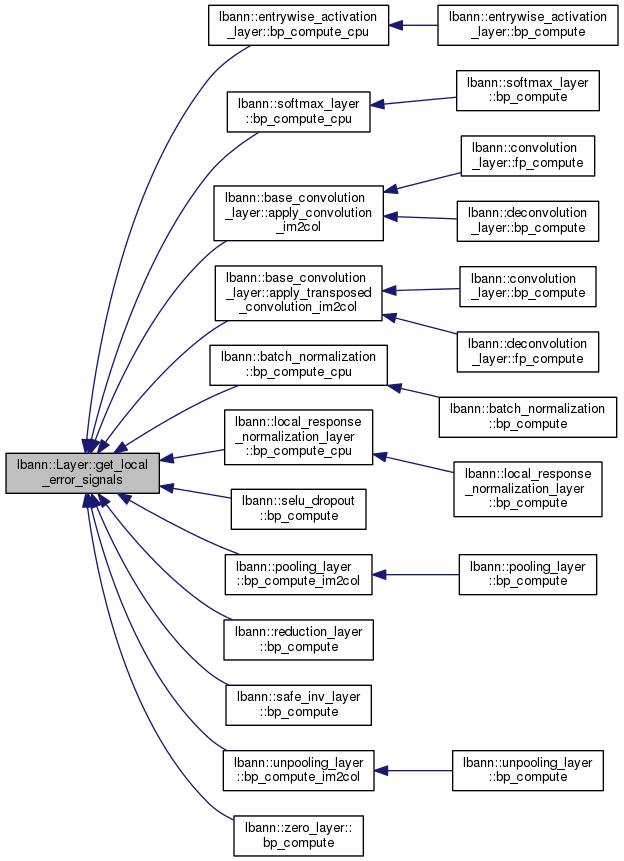 lbann::entrywise_activation
_layer::bp_compute_cpu
lbann::entrywise_activation
_layer::bp_compute
lbann::softmax_layer
::bp_compute_cpu
lbann::softmax_layer
::bp_compute
lbann::convolution
_layer::fp_compute
lbann::base_convolution
_layer::apply_convolution
_im2col
lbann::deconvolution
_layer::bp_compute
lbann::base_convolution
_layer::apply_transposed
_convolution_im2col
lbann::convolution
_layer::bp_compute
lbann::deconvolution
_layer::fp_compute
lbann::batch_normalization
::bp_compute_cpu
lbann::batch_normalization
::bp_compute
lbann::Layer::get_local
_error_signals
lbann::local_response
_normalization_layer
::bp_compute_cpu
lbann::local_response
_normalization_layer
::bp_compute
lbann::selu_dropout
::bp_compute
lbann::pooling_layer
::bp_compute_im2col
lbann::pooling_layer
::bp_compute
lbann::reduction_layer
::bp_compute
lbann::safe_inv_layer
::bp_compute
lbann::unpooling_layer
::bp_compute_im2col
lbann::unpooling_layer
::bp_compute
lbann::zero_layer::
bp_compute